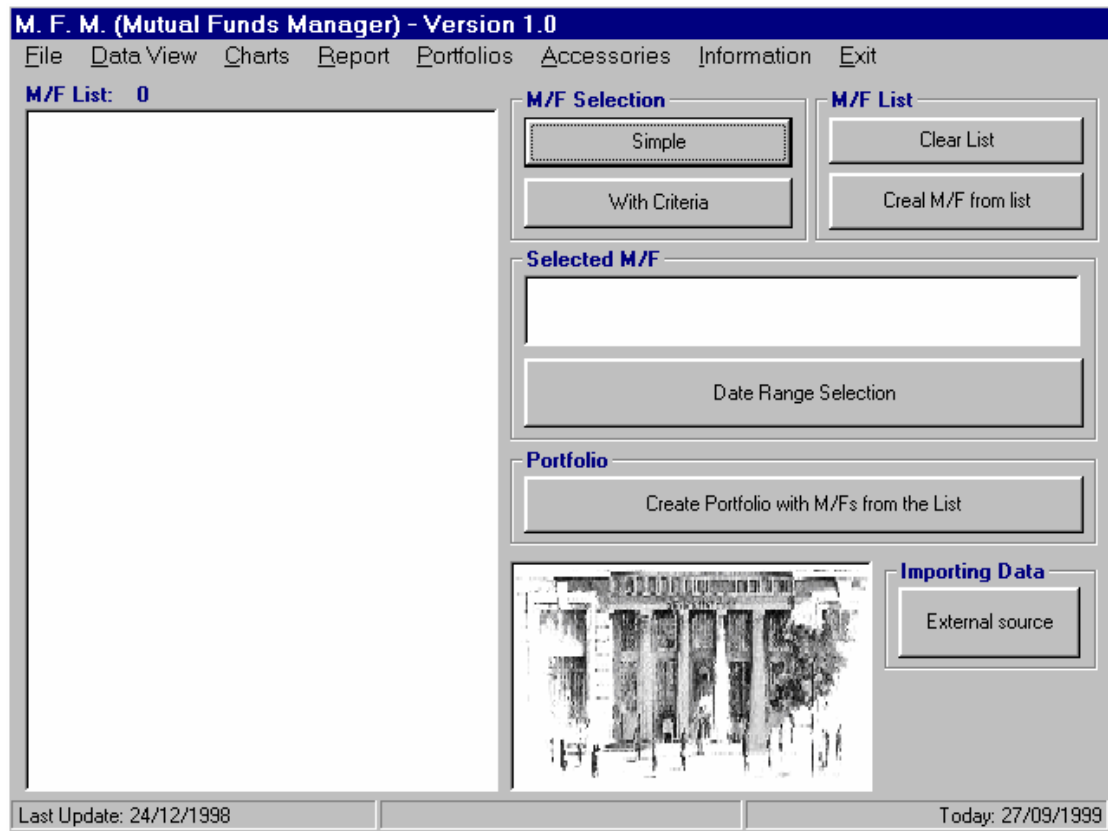 M. F. M. (Mutual Funds Manager) - Version 1.0
File Data View Charts Report Portfolios Accessories Information Exit
M/F List: 0
M/F Selection
Simple
With Criteria
M/F List
Clear List
Creal M/F from list
Selected M/F
Date Range Selection
Portfolio
Create Portfolio with M/Fs from the List
Importing Data
External source
Last Update: 24/12/1998
Today: 27/09/1999